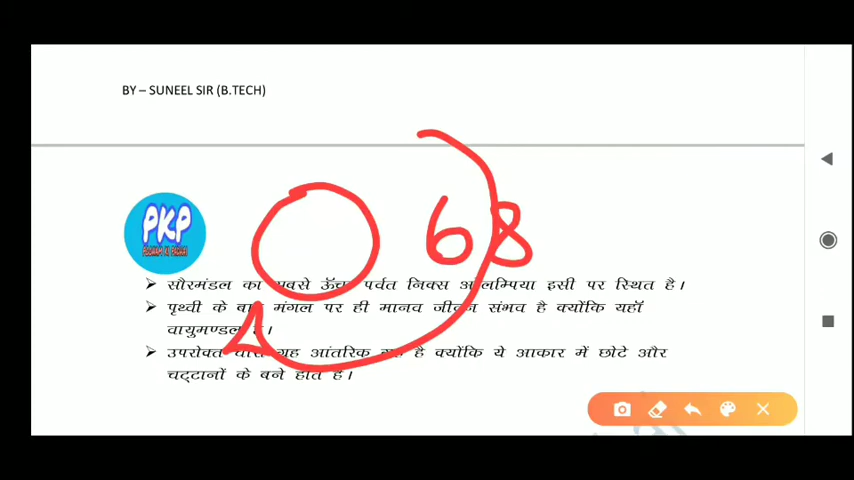 BY – SUNEEL SIR (B.TECH)
PKP
68
➤ सौरमंडल का सबसे ऊँचा पर्वत निक्स ओलम्पिया इसी पर स्थित है।
➤ पृथ्वी के बाद मंगल पर ही मानव जीवन संभव है क्योंकि यहाँ
वायुमण्डल है।
➤ उपरोक्त चारों ग्रह आंतरिक ग्रह है क्योंकि ये आकार में छोटे और
चट्टानों के बने होते है।